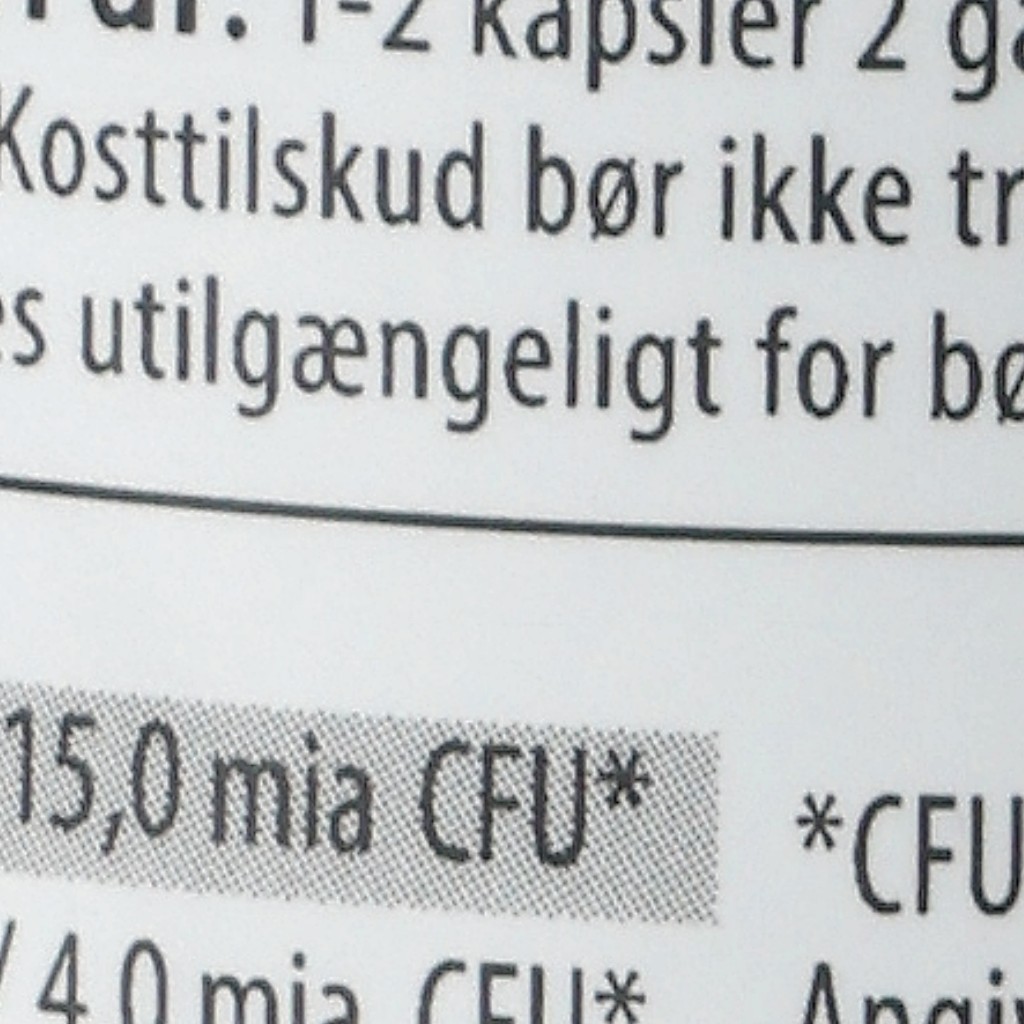 1-2 kapsler 2
Kosttilskud bør ikke
utilgængeligt for
15,0 mia CFU* *CFU
4,0 mia CFU*